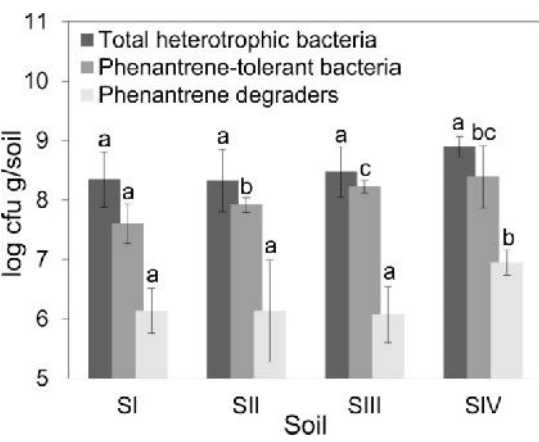 11
10
9
8
7
6
5
log cfu g/soil
Total heterotrophic bacteria
Phenantrene-tolerant bacteria
Phenantrene degraders
a
a
a
a
b
a
a
c
a
a
bc
b
SI
SII
SIII
SIV
Soil